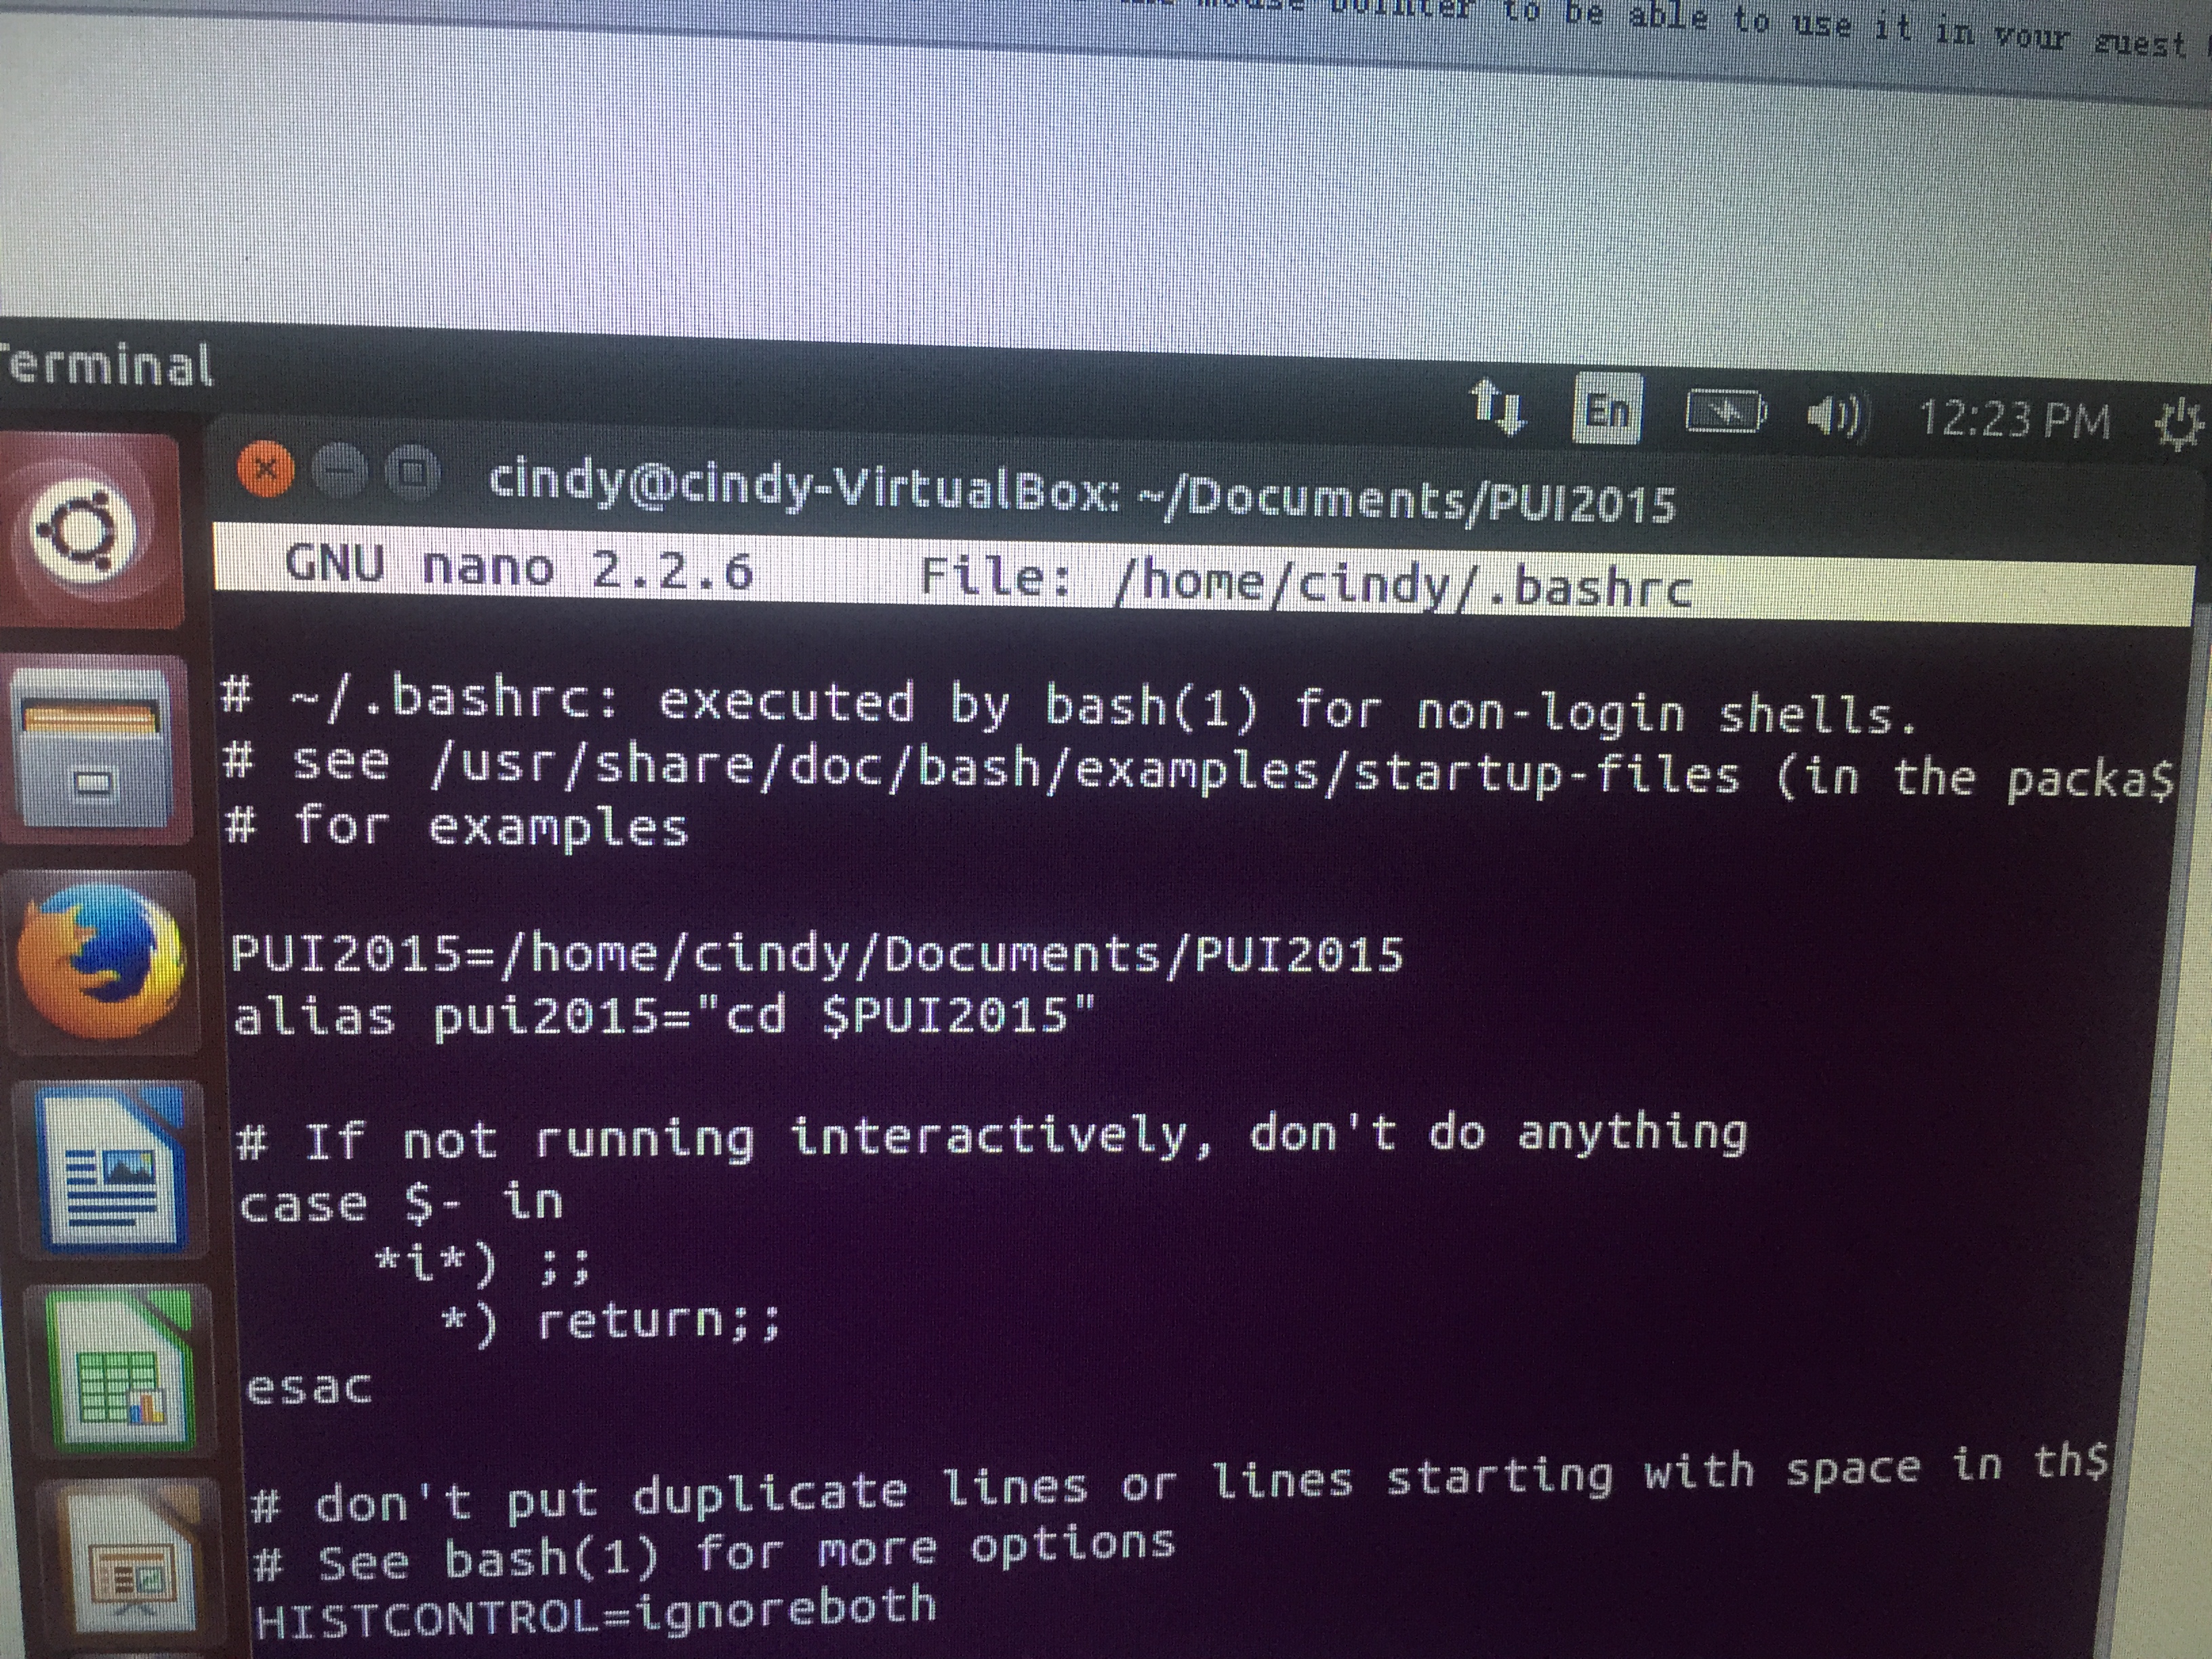 mouse pointer to be able to use it in your guest
Terminal
En
12:23 PM
cindy@cindy-VirtualBox: ~/Documents/PUI2015
GNU nano 2.2.6 File: /home/cindy/.bashrc
# ~/.bashrc: executed by bash(1) for non-login shells.
# see /usr/share/doc/bash/examples/startup-files (in the packa$
# for examples
PUI2015=/home/cindy/Documents/PUI2015
alias pui2015="cd $PUI2015"
# If not running interactively, don't do anything
case $- in
*i*) ;;
*) return;;
esac
# don't put duplicate lines or lines starting with space in th$
# See bash(1) for more options
HISTCONTROL=ignoreboth